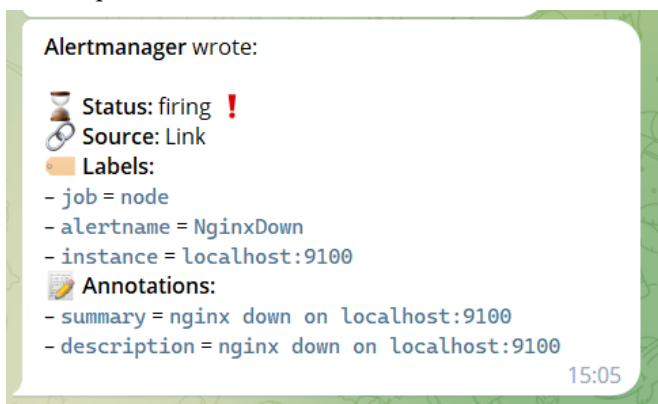 Alertmanager wrote:
⏳ Status: firing ❗
🔗 Source: Link
🏷️ Labels:
– job = node
– alertname = NginxDown
– instance = localhost:9100
📝 Annotations:
– summary = nginx down on localhost:9100
– description = nginx down on localhost:9100
15:05